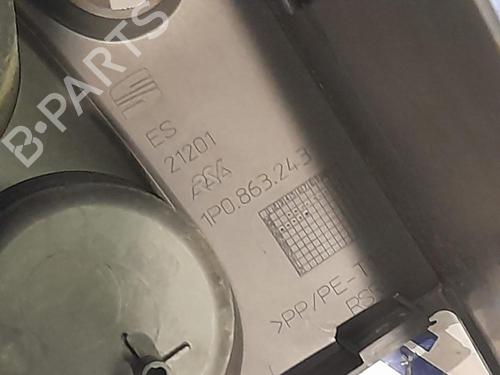 B-PARTS
ES
21201
1P0.863.243
>PP/PE-T